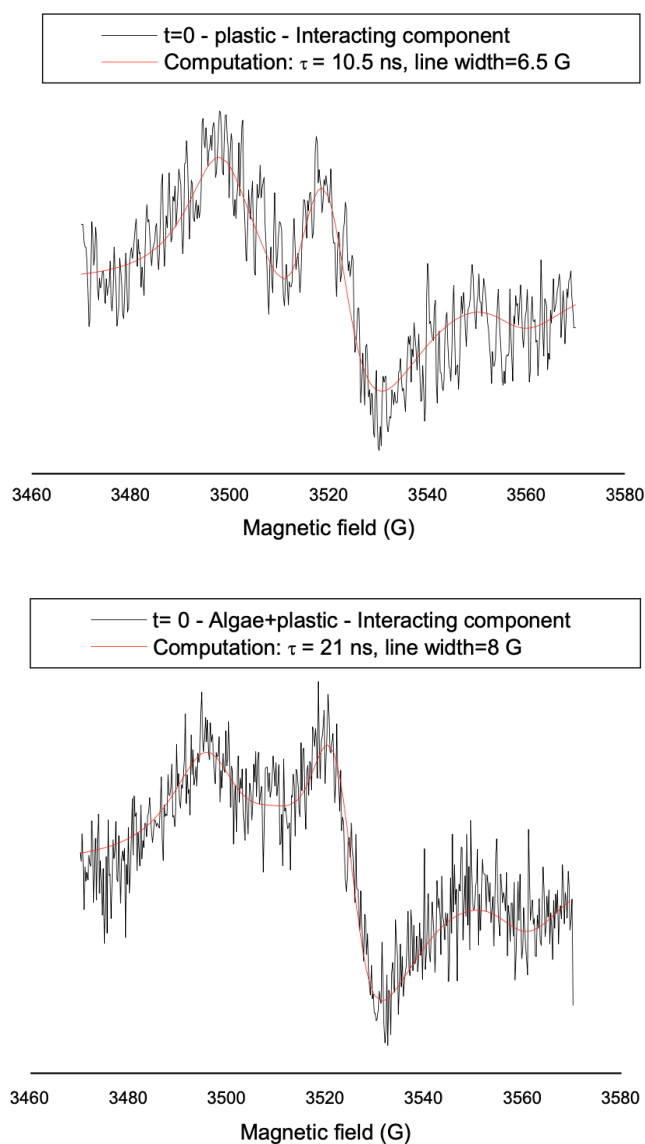 t=0 - plastic - Interacting component
Computation: τ = 10.5 ns, line width=6.5 G
3460 3480 3500 3520 3540 3560 3580
Magnetic field (G)
t= 0 - Algae+plastic - Interacting component
Computation: τ = 21 ns, line width=8 G
3460 3480 3500 3520 3540 3560 3580
Magnetic field (G)